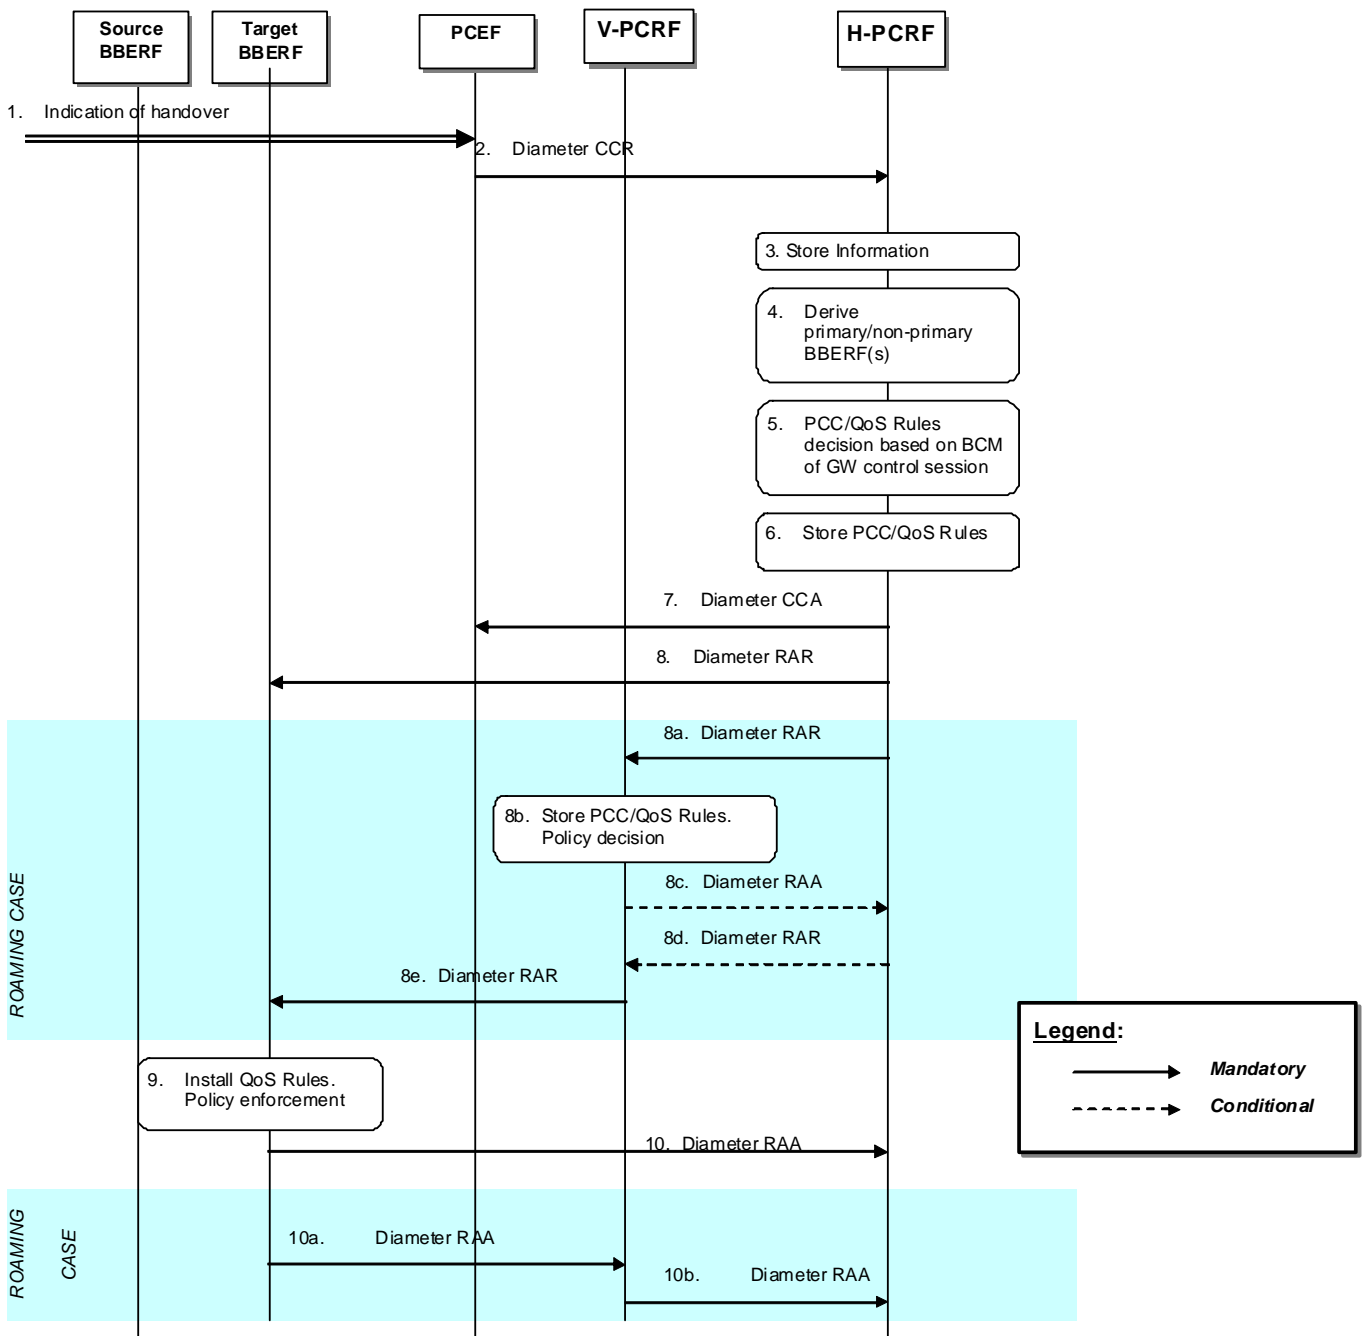 Source
BBERF
Target
BBERF
PCEF
V-PCRF
H-PCRF
1. Indication of handover
2. Diameter CCR
3. Store Information
4. Derive
primary/non-primary
BBERF(s)
5. PCC/QoS Rules
decision based on BCM
of GW control session
6. Store PCC/QoS Rules
7. Diameter CCA
8. Diameter RAR
8a. Diameter RAR
8b. Store PCC/QoS Rules.
Policy decision
8c. Diameter RAA
8d. Diameter RAR
8e. Diameter RAR
ROAMING CASE
Legend:
Mandatory
Conditional
9. Install QoS Rules.
Policy enforcement
10. Diameter RAA
ROAMING
CASE
10a. Diameter RAA
10b. Diameter RAA